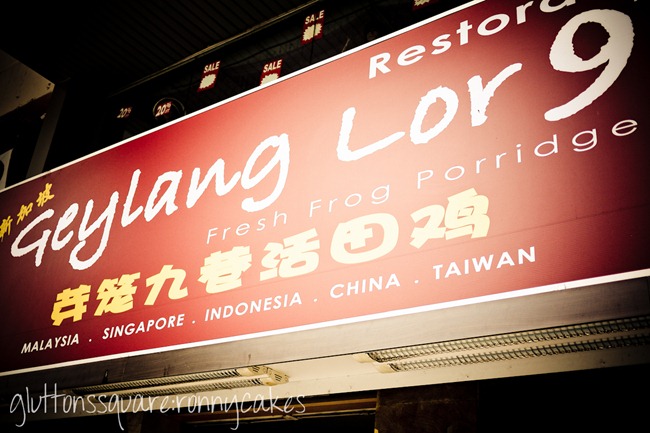 SALE
SALE
SALE
20%
20%
Restora
新加坡
Geylang Lor 9
Fresh Frog Porridge
芽笼九巷活田鸡
MALAYSIA . SINGAPORE . INDONESIA . CHINA . TAIWAN
gluttonssquare.ronnycakes